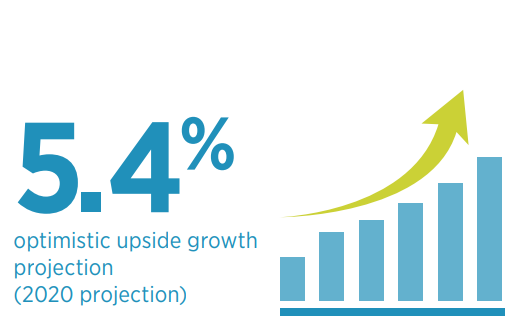 5.4%
optimistic upside growth
projection
(2020 projection)